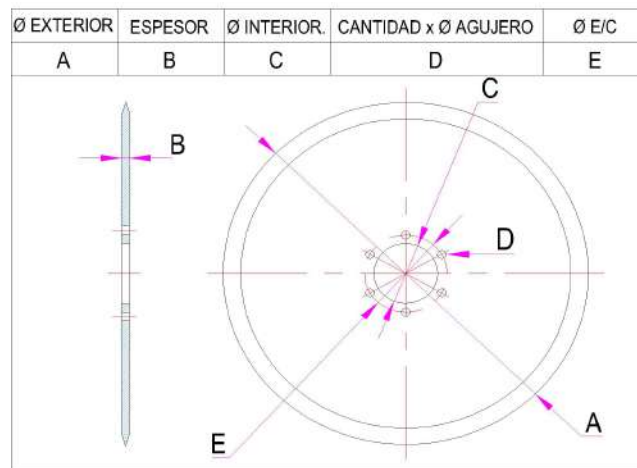 Ø EXTERIOR ESPESOR Ø INTERIOR. CANTIDAD x Ø AGUJERO Ø E/C
A B C D E
C
B
D
A
E